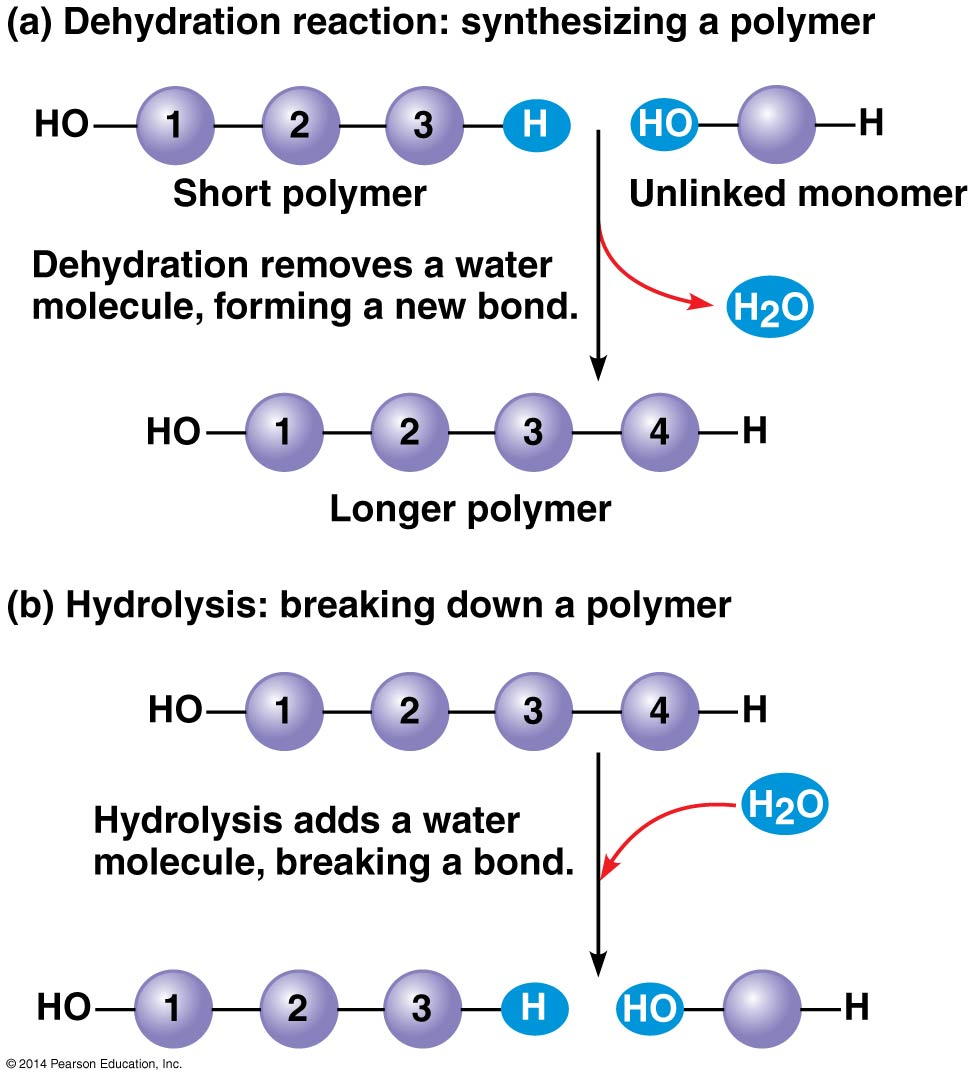 (a) Dehydration reaction: synthesizing a polymer
HO 1 2 3 H HO H
Short polymer Unlinked monomer
Dehydration removes a water
molecule, forming a new bond.
H2O
HO 1 2 3 4 H
Longer polymer
(b) Hydrolysis: breaking down a polymer
HO 1 2 3 4 H
H2O
Hydrolysis adds a water
molecule, breaking a bond.
HO 1 2 3 H HO H
© 2014 Pearson Education, Inc.